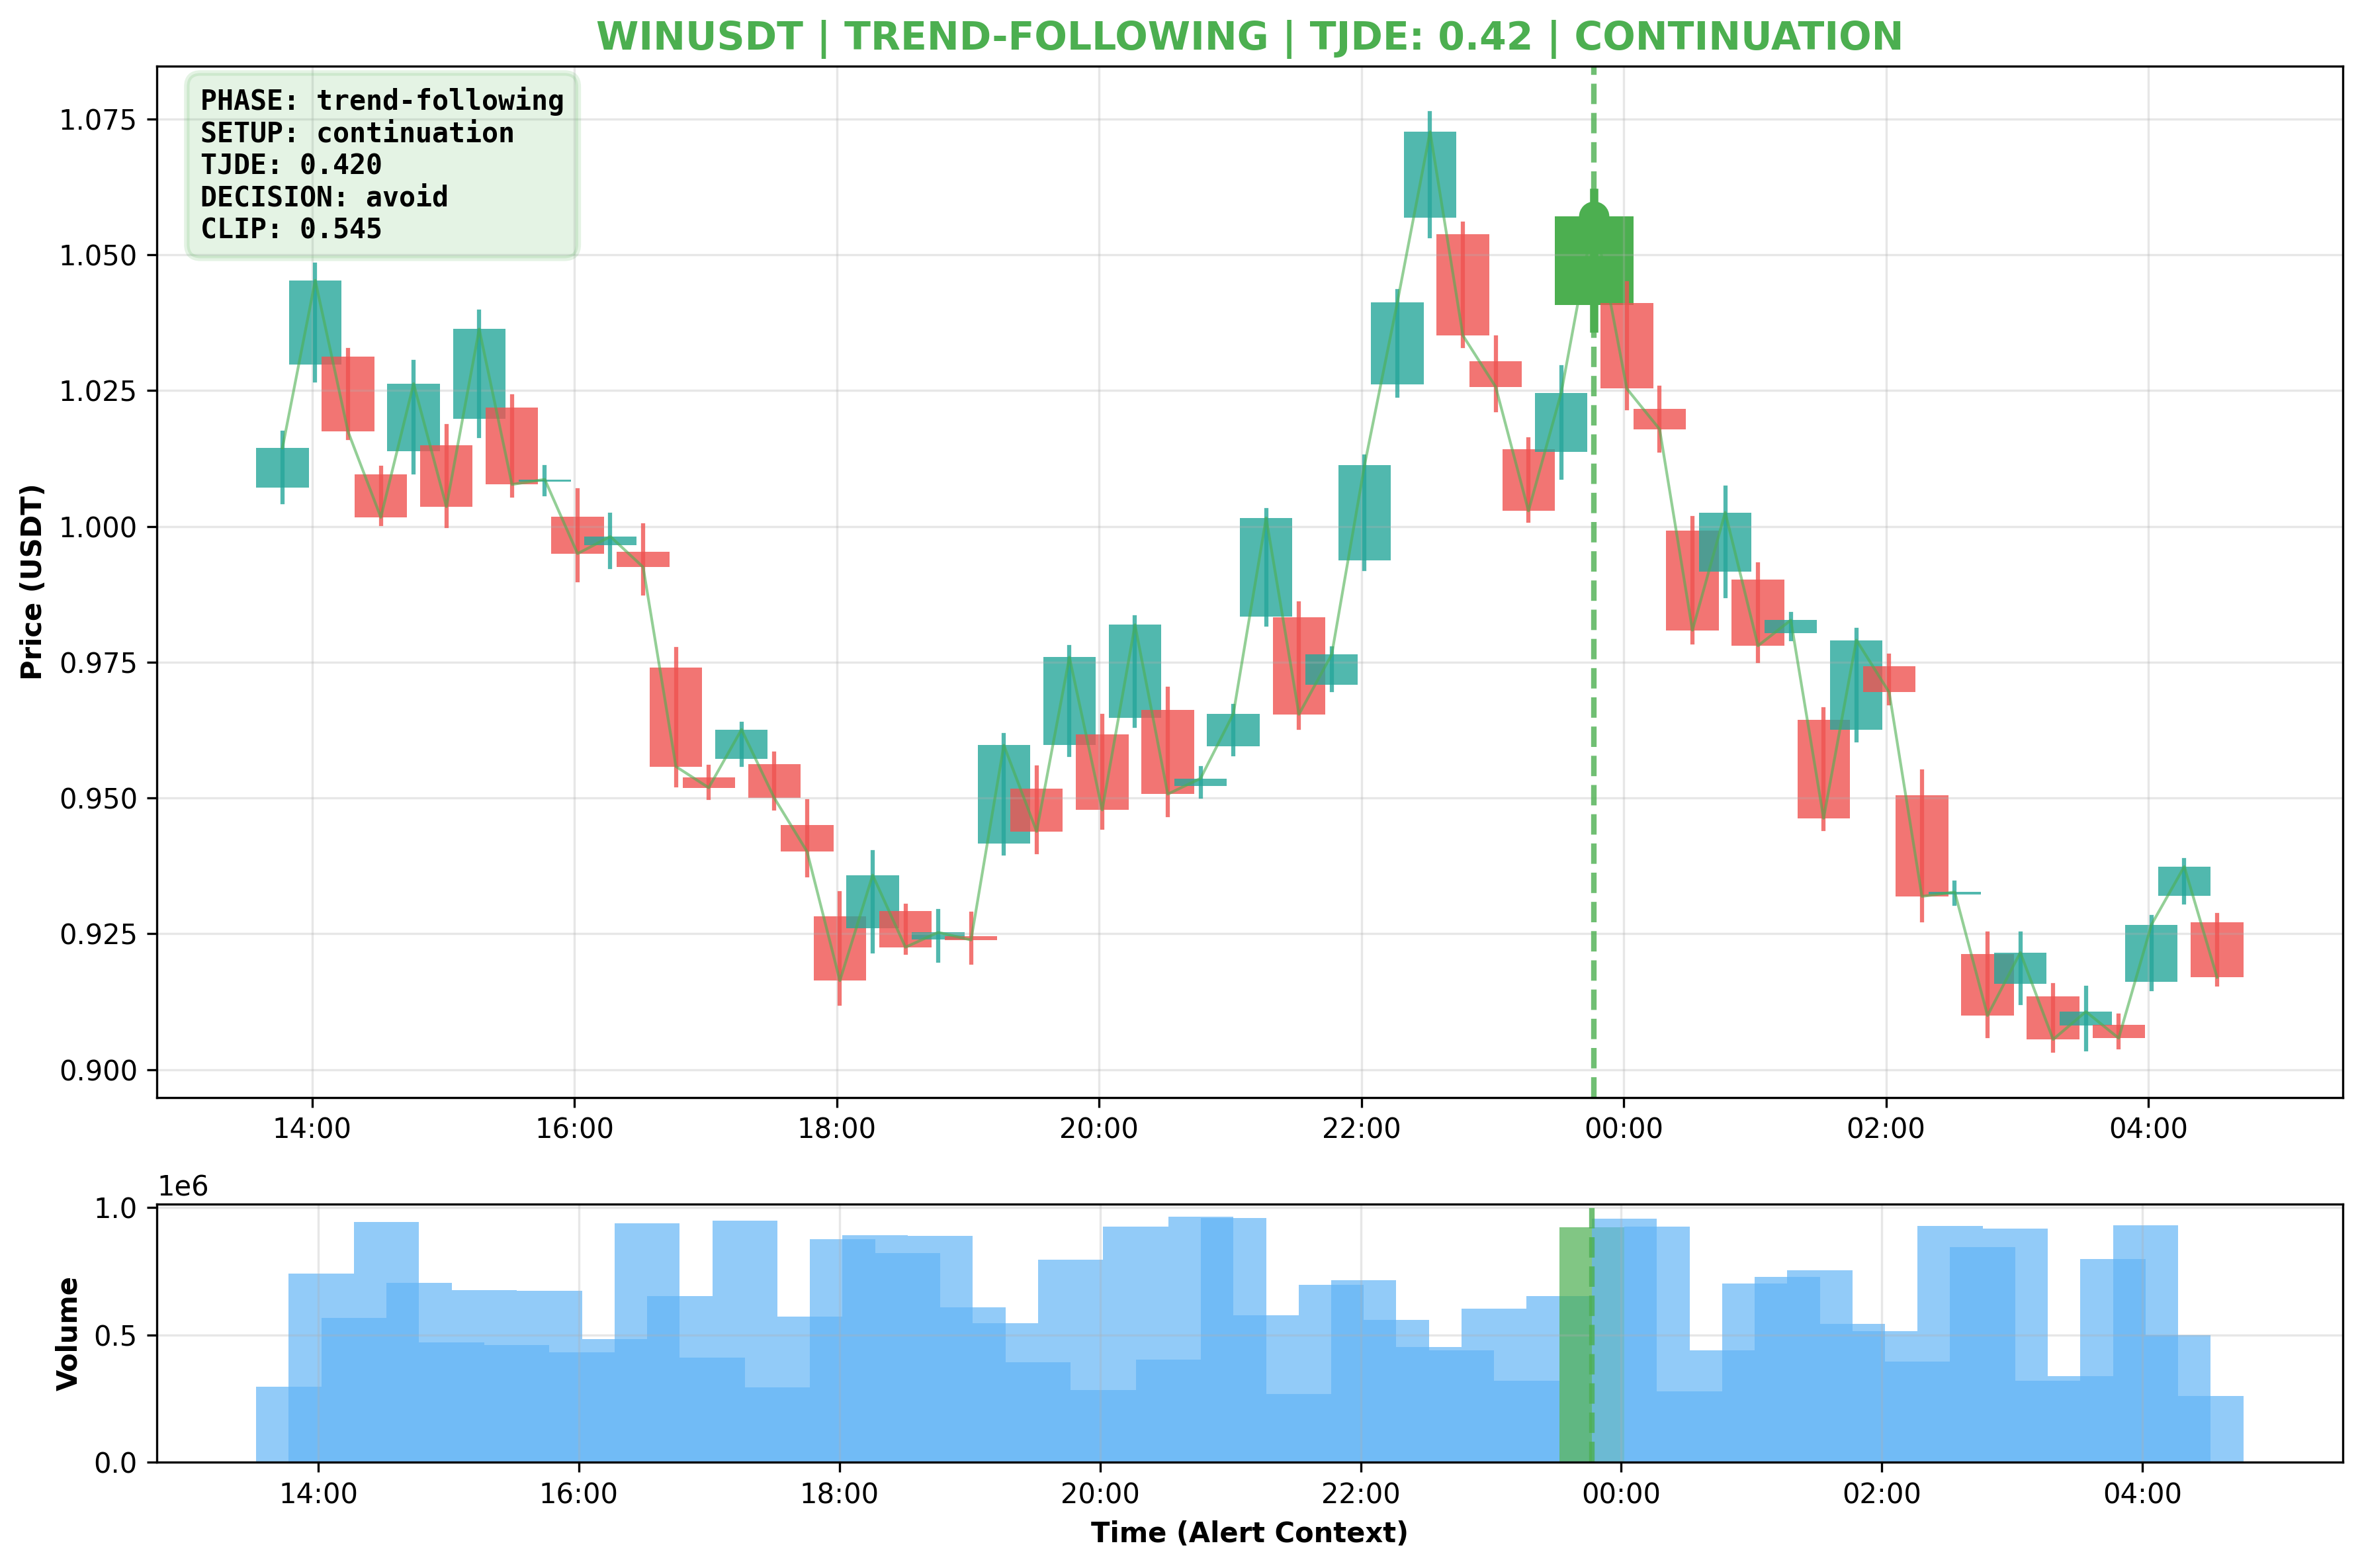 WINUSDT | TREND-FOLLOWING | TJDE: 0.42 | CONTINUATION
PHASE: trend-following
SETUP: continuation
TJDE: 0.420
DECISION: avoid
CLIP: 0.545
Price (USDT)
1.075
1.050
1.025
1.000
0.975
0.950
0.925
0.900
14:00 16:00 18:00 20:00 22:00 00:00 02:00 04:00
1e6
Volume
1.0
0.5
0.0
14:00 16:00 18:00 20:00 22:00 00:00 02:00 04:00
Time (Alert Context)